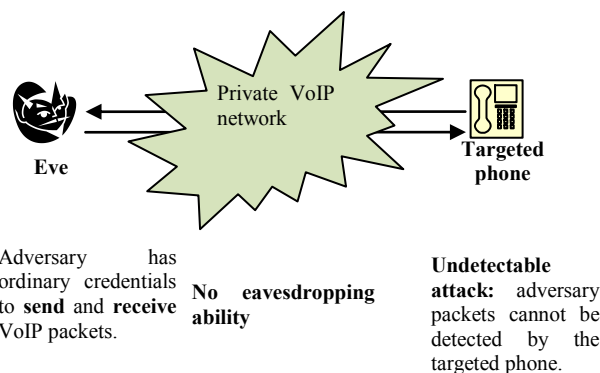 Private VoIP
network
Eve
Targeted
phone
Adversary has
ordinary credentials
to send and receive
VoIP packets.
No eavesdropping
ability
Undetectable
attack: adversary
packets cannot be
detected by the
targeted phone.